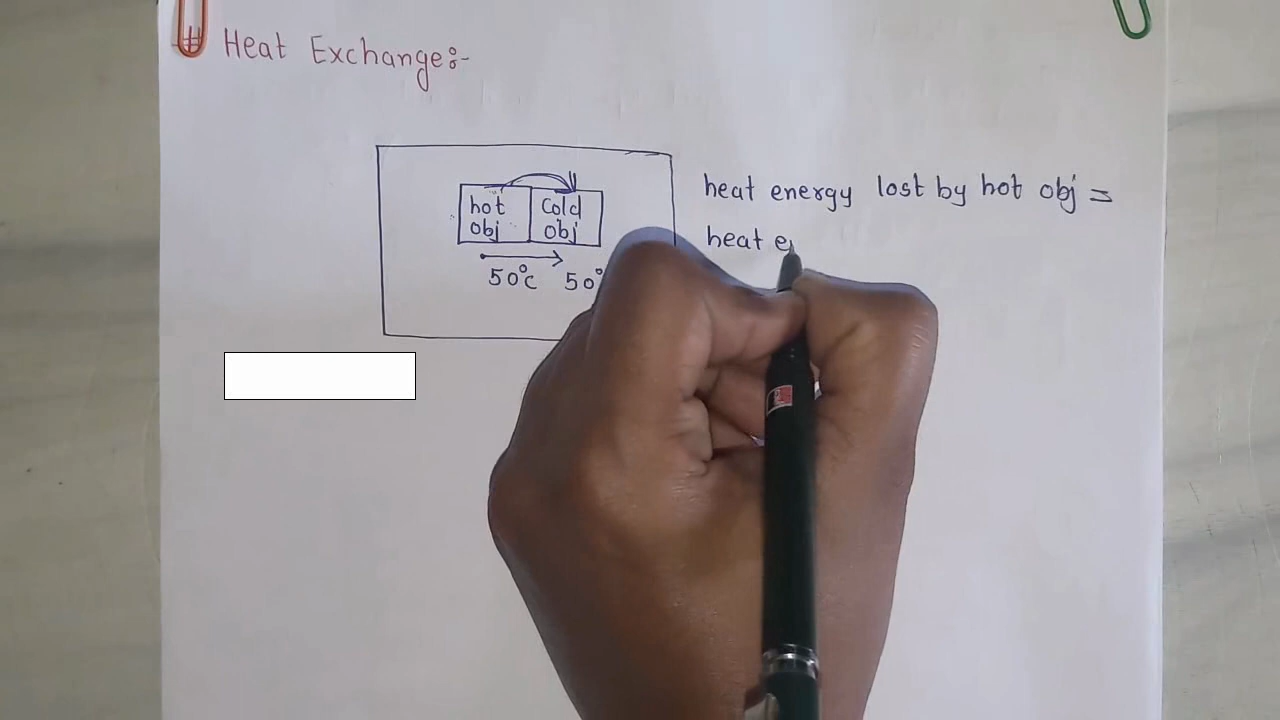 # Heat Exchange:-
hot obj
Cold obj
50°C 50°
heat energy lost by hot obj =
heat e